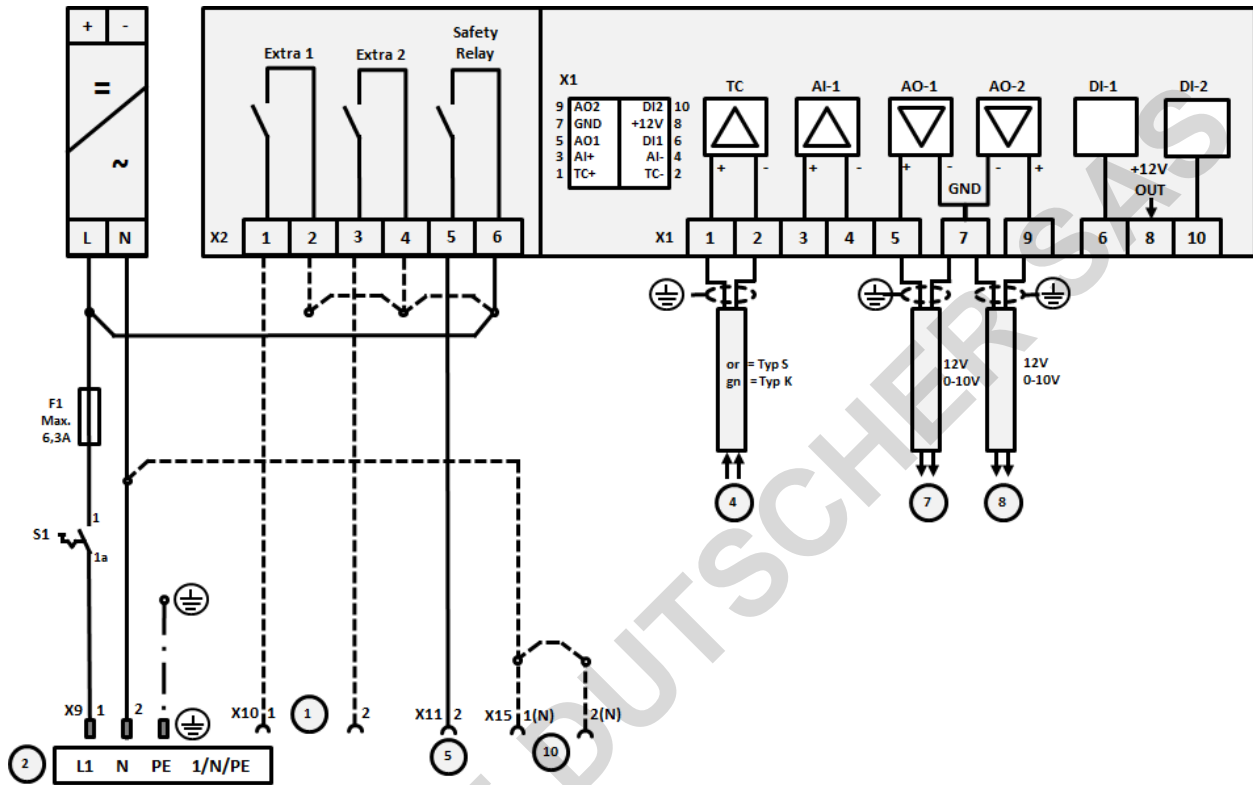 + -
=
~
L N
Extra 1 Extra 2 Safety
Relay
X2 1 2 3 4 5 6
X1
9 AO2 DI2 10
7 GND +12V 8
5 AO1 DI1 6
3 AI+ AI- 4
1 TC+ TC- 2
TC AI-1 AO-1 AO-2 DI-1 DI-2
+ - + - + - - +
GND
+12V
OUT
X1 1 2 3 4 5 7 9 6 8 10
or = Typ S
gn =Typ K
12V
0-10V
12V
0-10V
4 7 8
F1
Max.
6,3A
S1 1
1a
X9 1 2
X10 1 1 2
X11 2
X15 1(N) 2(N)
5 10
2 L1 N PE 1/N/PE
DUTSCHER SAS